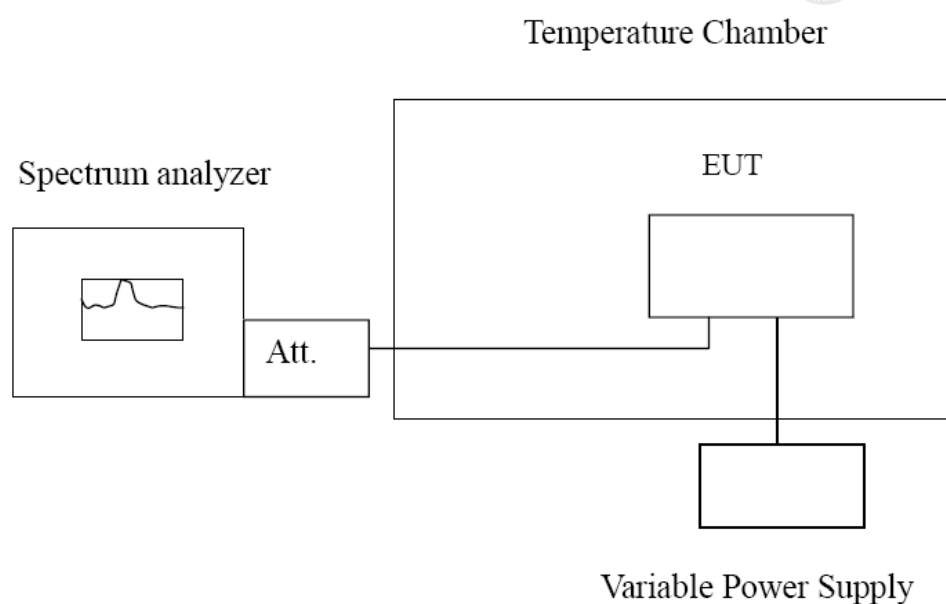 Temperature Chamber
EUT
Spectrum analyzer
Att.
Variable Power Supply